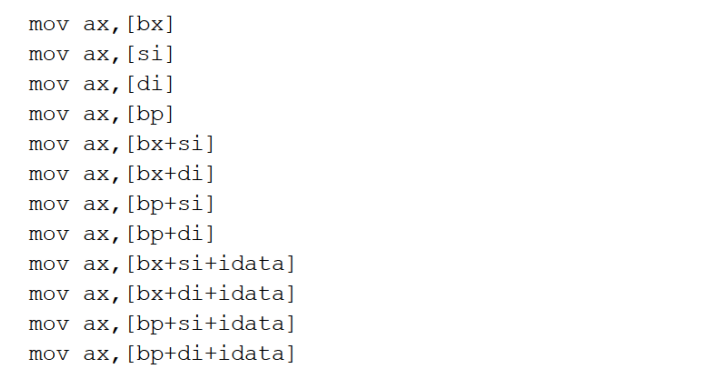 mov ax,[bx]
mov ax,[si]
mov ax,[di]
mov ax,[bp]
mov ax,[bx+si]
mov ax,[bx+di]
mov ax,[bp+si]
mov ax,[bp+di]
mov ax,[bx+si+idata]
mov ax,[bx+di+idata]
mov ax,[bp+si+idata]
mov ax,[bp+di+idata]